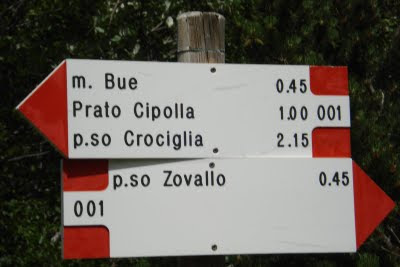 m. Bue 0.45
Prato Cipolla 1.00 001
p.so Crociglia 2.15
p.so Zovallo 0.45
001